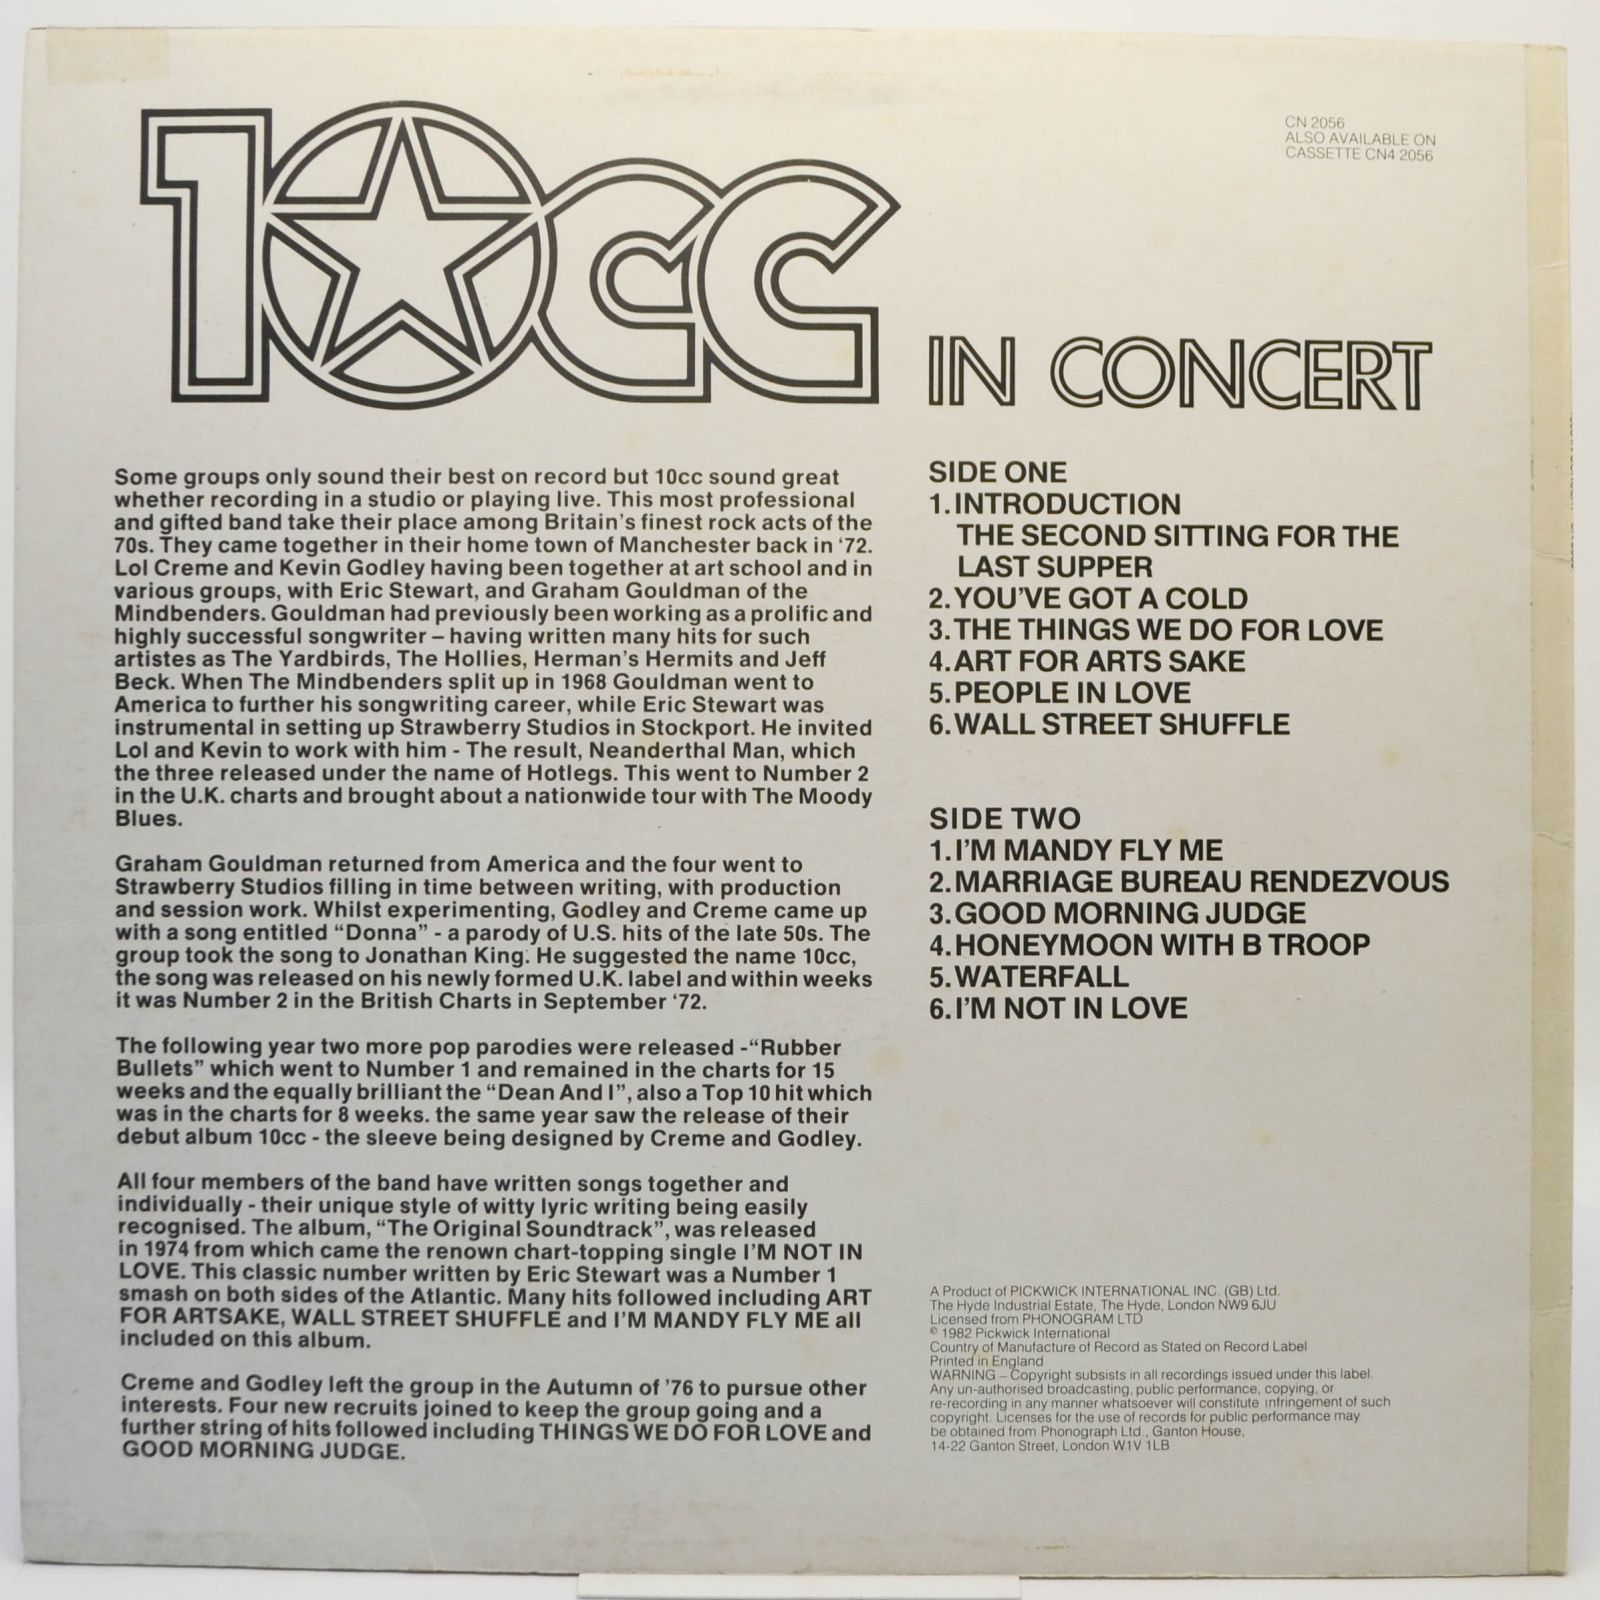 10cc
IN CONCERT
CN 2056
ALSO AVAILABLE ON
CASSETTE CN4 2056
Some groups only sound their best on record but 10cc sound great
whether recording in a studio or playing live. This most professional
and gifted band take their place among Britain's finest rock acts of the
70s. They came together in their home town of Manchester back in '72.
Lol Creme and Kevin Godley having been together at art school and in
various groups, with Eric Stewart, and Graham Gouldman of the
Mindbenders. Gouldman had previously been working as a prolific and
highly successful songwriter – having written many hits for such
artistes as The Yardbirds, The Hollies, Herman's Hermits and Jeff
Beck. When The Mindbenders split up in 1968 Gouldman went to
America to further his songwriting career, while Eric Stewart was
instrumental in setting up Strawberry Studios in Stockport. He invited
Lol and Kevin to work with him - The result, Neanderthal Man, which
the three released under the name of Hotlegs. This went to Number 2
in the U.K. charts and brought about a nationwide tour with The Moody
Blues.
Graham Gouldman returned from America and the four went to
Strawberry Studios filling in time between writing, with production
and session work. Whilst experimenting, Godley and Creme came up
with a song entitled “Donna” - a parody of U.S. hits of the late 50s. The
group took the song to Jonathan King. He suggested the name 10cc,
the song was released on his newly formed U.K. label and within weeks
it was Number 2 in the British Charts in September '72.
The following year two more pop parodies were released -“Rubber
Bullets” which went to Number 1 and remained in the charts for 15
weeks and the equally brilliant the “Dean And I”, also a Top 10 hit which
was in the charts for 8 weeks. the same year saw the release of their
debut album 10cc - the sleeve being designed by Creme and Godley.
All four members of the band have written songs together and
individually - their unique style of witty lyric writing being easily
recognised. The album, “The Original Soundtrack”, was released
in 1974 from which came the renown chart-topping single I'M NOT IN
LOVE. This classic number written by Eric Stewart was a Number 1
smash on both sides of the Atlantic. Many hits followed including ART
FOR ARTSAKE, WALL STREET SHUFFLE and I'M MANDY FLY ME all
included on this album.
Creme and Godley left the group in the Autumn of '76 to pursue other
interests. Four new recruits joined to keep the group going and a
further string of hits followed including THINGS WE DO FOR LOVE and
GOOD MORNING JUDGE.
SIDE ONE
1. INTRODUCTION
THE SECOND SITTING FOR THE
LAST SUPPER
2. YOU'VE GOT A COLD
3. THE THINGS WE DO FOR LOVE
4. ART FOR ARTS SAKE
5. PEOPLE IN LOVE
6. WALL STREET SHUFFLE
SIDE TWO
1. I'M MANDY FLY ME
2. MARRIAGE BUREAU RENDEZVOUS
3. GOOD MORNING JUDGE
4. HONEYMOON WITH B TROOP
5. WATERFALL
6. I'M NOT IN LOVE
A Product of PICKWICK INTERNATIONAL INC. (GB) Ltd.
The Hyde Industrial Estate, The Hyde, London NW9 6JU
Licensed from PHONOGRAM LTD
© 1982 Pickwick International
Country of Manufacture of Record as Stated on Record Label
Printed in England
WARNING – Copyright subsists in all recordings issued under this label.
Any un-authorised broadcasting, public performance, copying, or
re-recording in any manner whatsoever will constitute infringement of such
copyright. Licenses for the use of records for public performance may
be obtained from Phonograph Ltd., Ganton House,
14-22 Ganton Street, London W1V 1LB